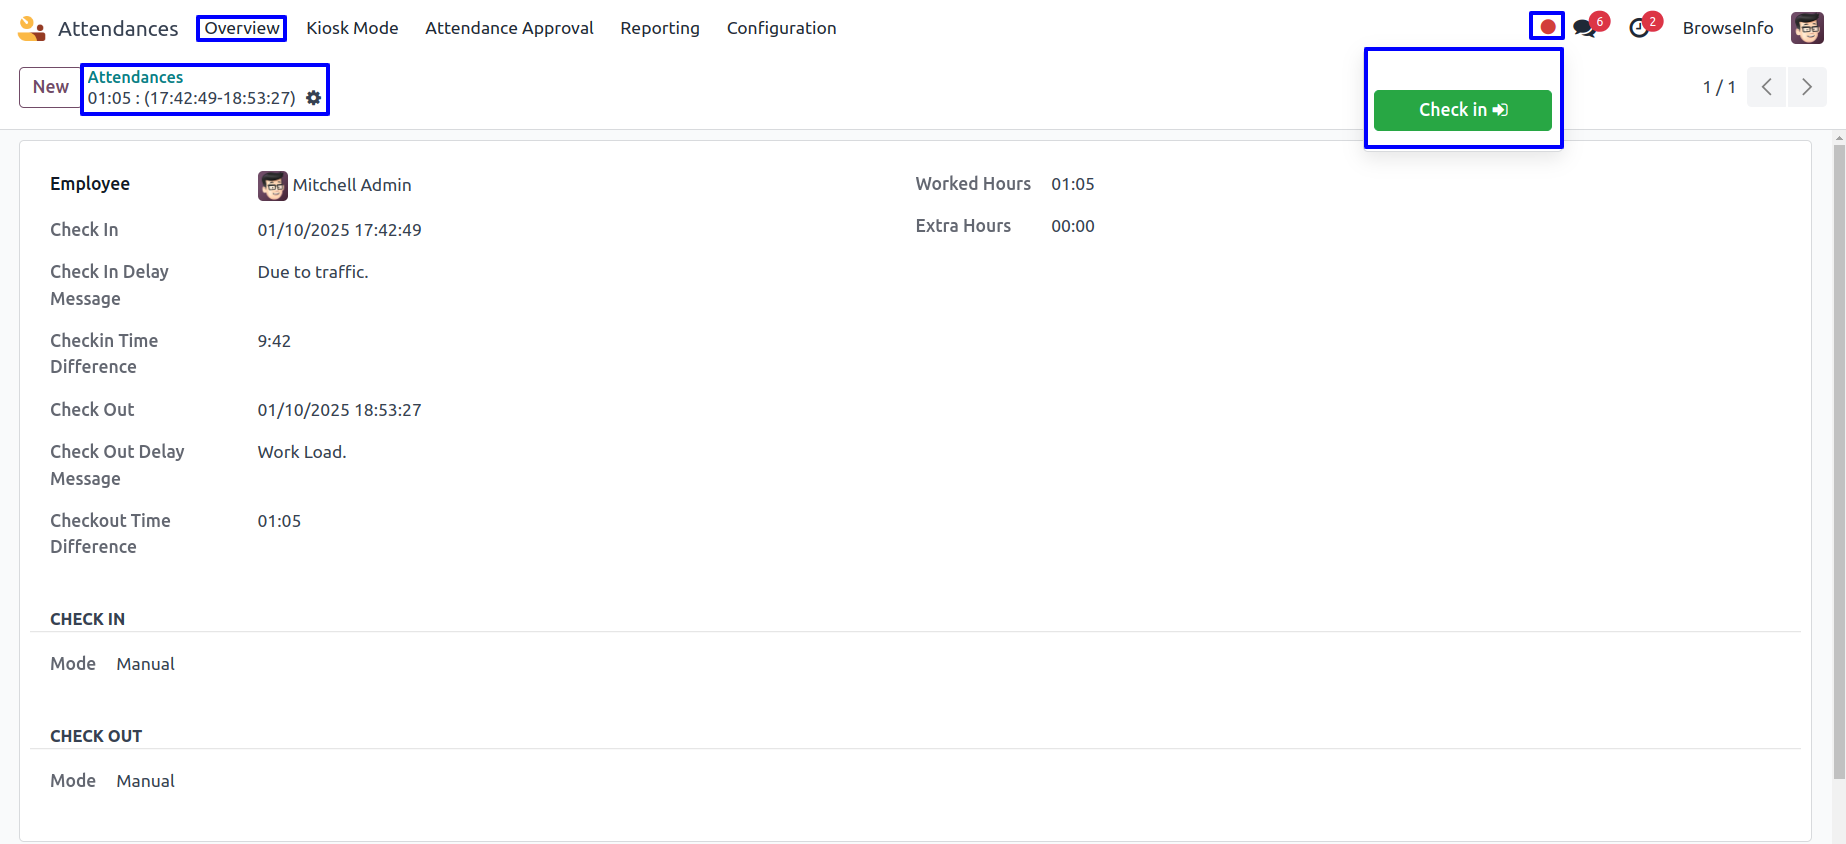 Attendances Overview Kiosk Mode Attendance Approval Reporting Configuration 6 2 BrowseInfo
New
Attendances
01:05 : (17:42:49-18:53:27)
Check in
1 / 1
Employee Mitchell Admin
Worked Hours 01:05
Check In 01/10/2025 17:42:49
Extra Hours 00:00
Check In Delay
Message
Due to traffic.
Checkin Time
Difference
9:42
Check Out 01/10/2025 18:53:27
Check Out Delay
Message
Work Load.
Checkout Time
Difference
01:05
CHECK IN
Mode Manual
CHECK OUT
Mode Manual